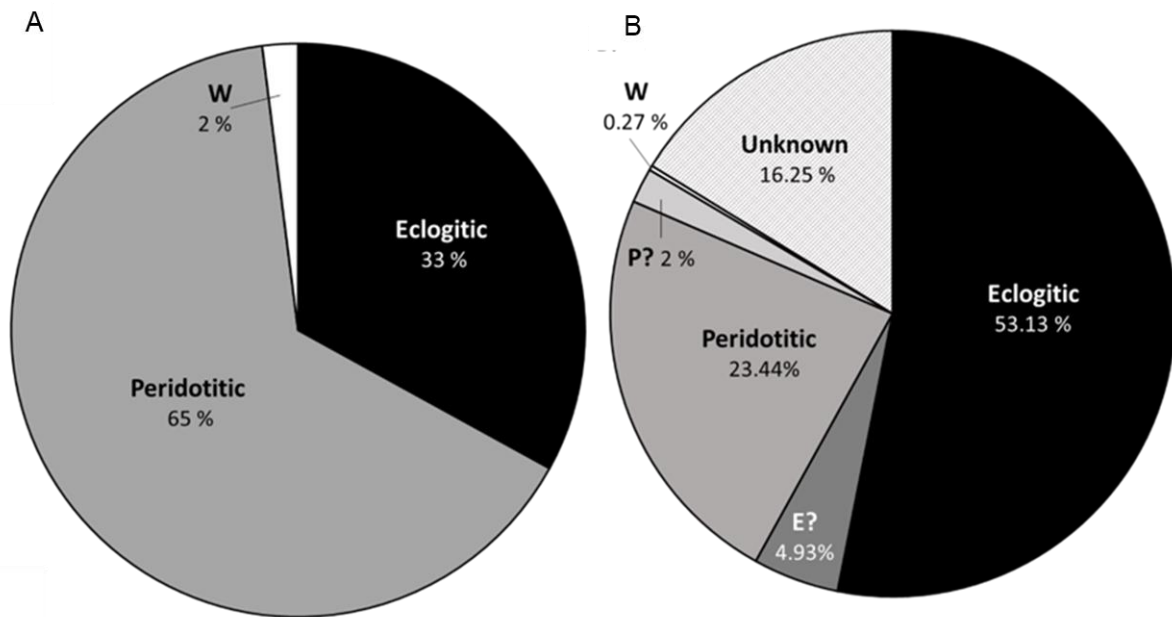 A
W
2 %
Eclogitic
33 %
Peridotitic
65 %
B
W
0.27 %
Unknown
16.25 %
P? 2 %
Eclogitic
53.13 %
Peridotitic
23.44%
E?
4.93%